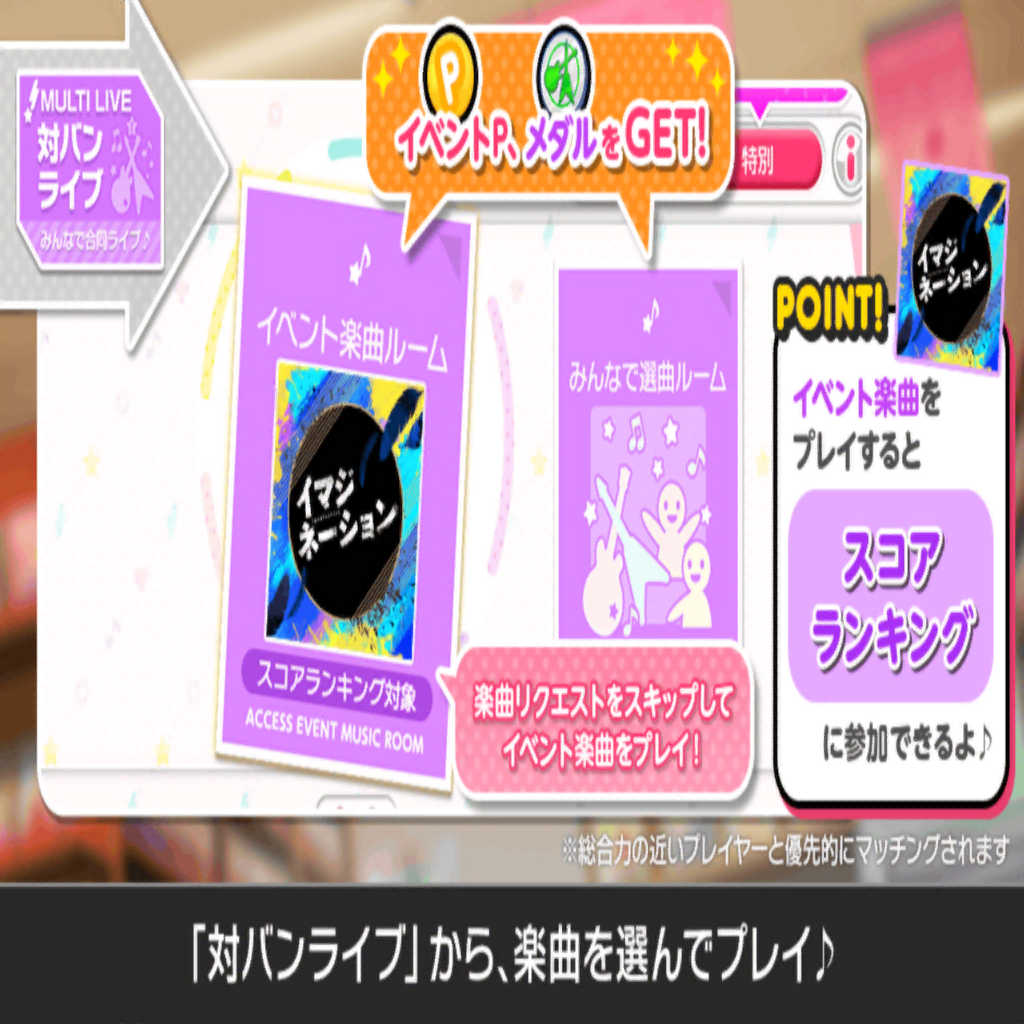 MULTI LIVE
対バン
ライブ
みんなで合同ライブ♪
P
イベントP、メダルをGET!
特別
i
イベント楽曲ルーム
イマジ
ネーション
スコアランキング対象
ACCESS EVENT MUSIC ROOM
みんなで選曲ルーム
楽曲リクエストをスキップして
イベント楽曲をプレイ!
イマジ
ネーション
POINT!
イベント楽曲を
プレイすると
スコア
ランキング
に参加できるよ♪
※総合力の近いプレイヤーと優先的にマッチングされます
「対バンライブ」から、楽曲を選んでプレイ♪